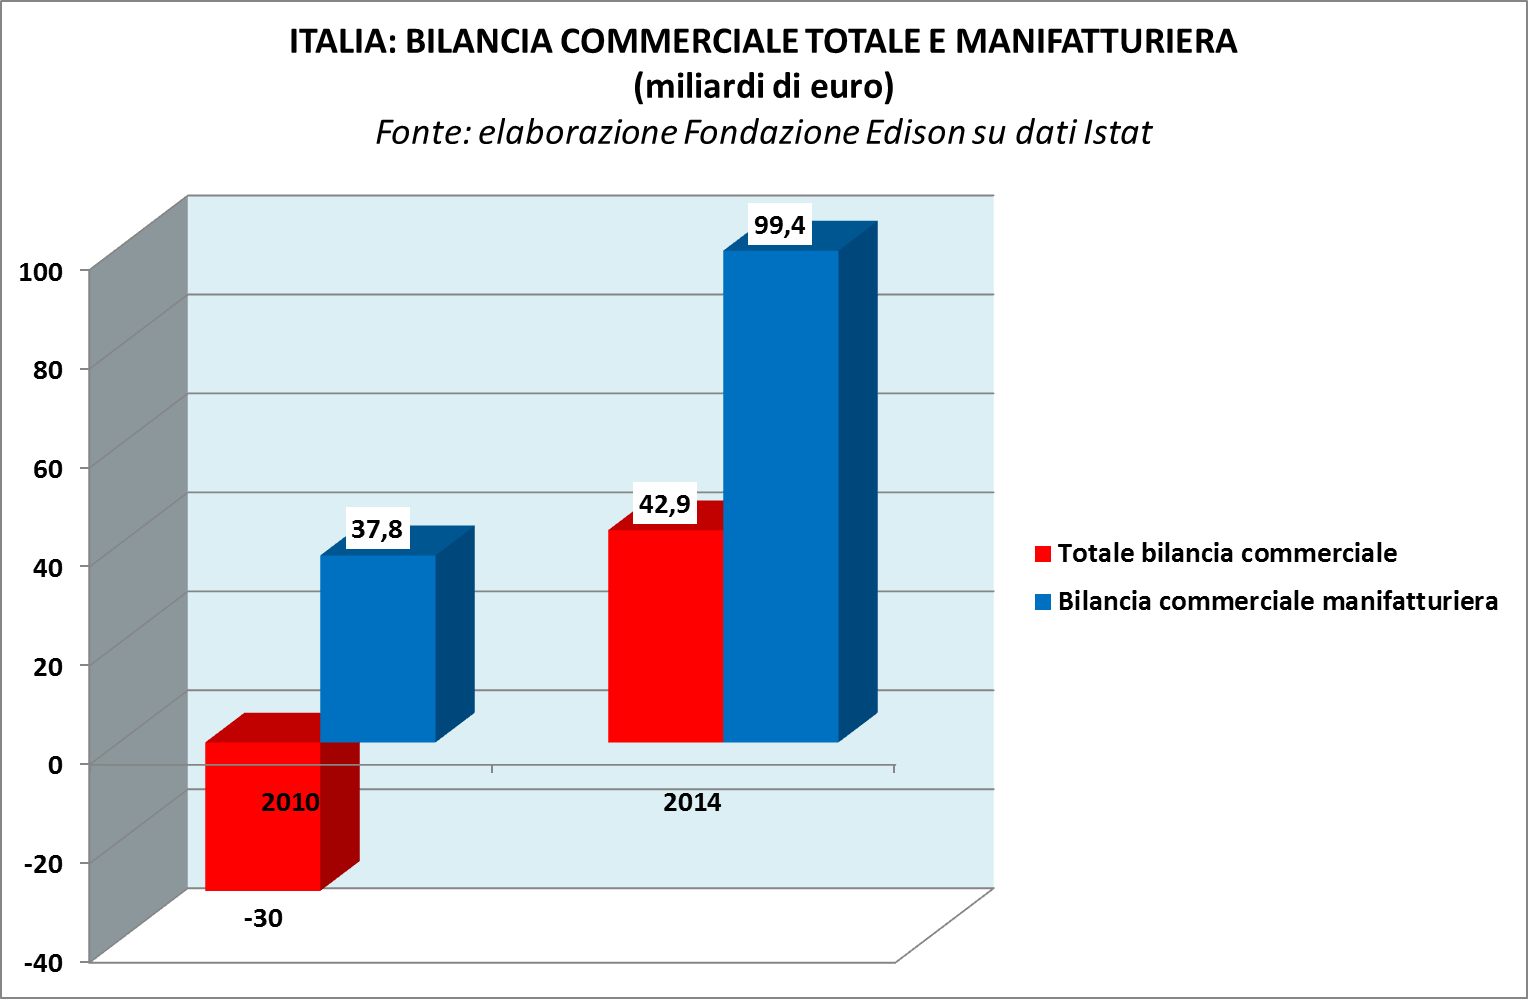 ITALIA: BILANCIA COMMERCIALE TOTALE E MANIFATTURIERA
(miliardi di euro)
Fonte: elaborazione Fondazione Edison su dati Istat
100
80
60
40
20
0
-20
-40
-30
37,8
42,9
99,4
2010
2014
Totale bilancia commerciale
Bilancia commerciale manifatturiera